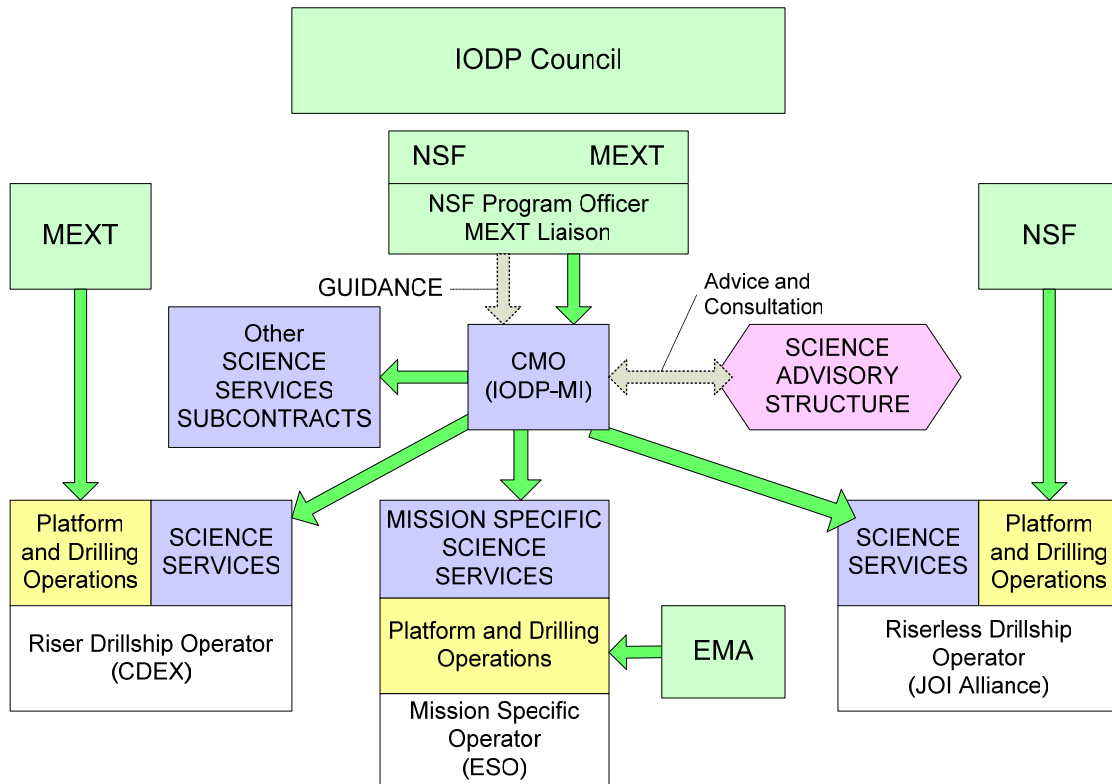 IODP Council
NSF MEXT
NSF Program Officer
MEXT Liaison
MEXT
NSF
GUIDANCE
Advice and
Consultation
Other
SCIENCE
SERVICES
SUBCONTRACTS
CMO
(IODP-MI)
SCIENCE
ADVISORY
STRUCTURE
Platform
and Drilling
Operations
SCIENCE
SERVICES
Riser Drillship Operator
(CDEX)
MISSION SPECIFIC
SCIENCE
SERVICES
Platform and Drilling
Operations
Mission Specific
Operator
(ESO)
EMA
SCIENCE
SERVICES
Platform
and Drilling
Operations
Riserless Drillship
Operator
(JOI Alliance)